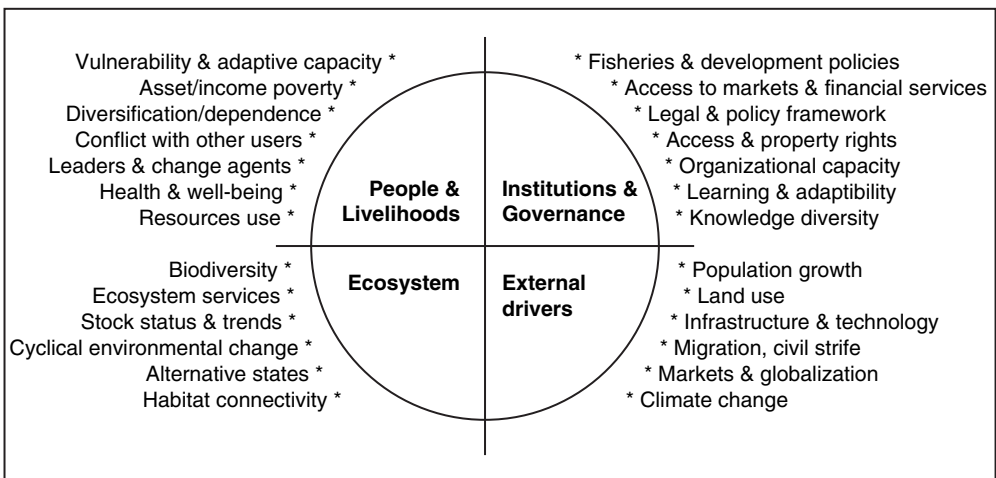 Vulnerability & adaptive capacity *
Asset/income poverty *
Diversification/dependence *
Conflict with other users *
Leaders & change agents *
Health & well-being *
Resources use *
People &
Livelihoods
* Fisheries & development policies
* Access to markets & financial services
* Legal & policy framework
* Access & property rights
* Organizational capacity
* Learning & adaptibility
* Knowledge diversity
Institutions &
Governance
Biodiversity *
Ecosystem services *
Stock status & trends *
Cyclical environmental change *
Alternative states *
Habitat connectivity *
Ecosystem
External
drivers
* Population growth
* Land use
* Infrastructure & technology
* Migration, civil strife
* Markets & globalization
* Climate change